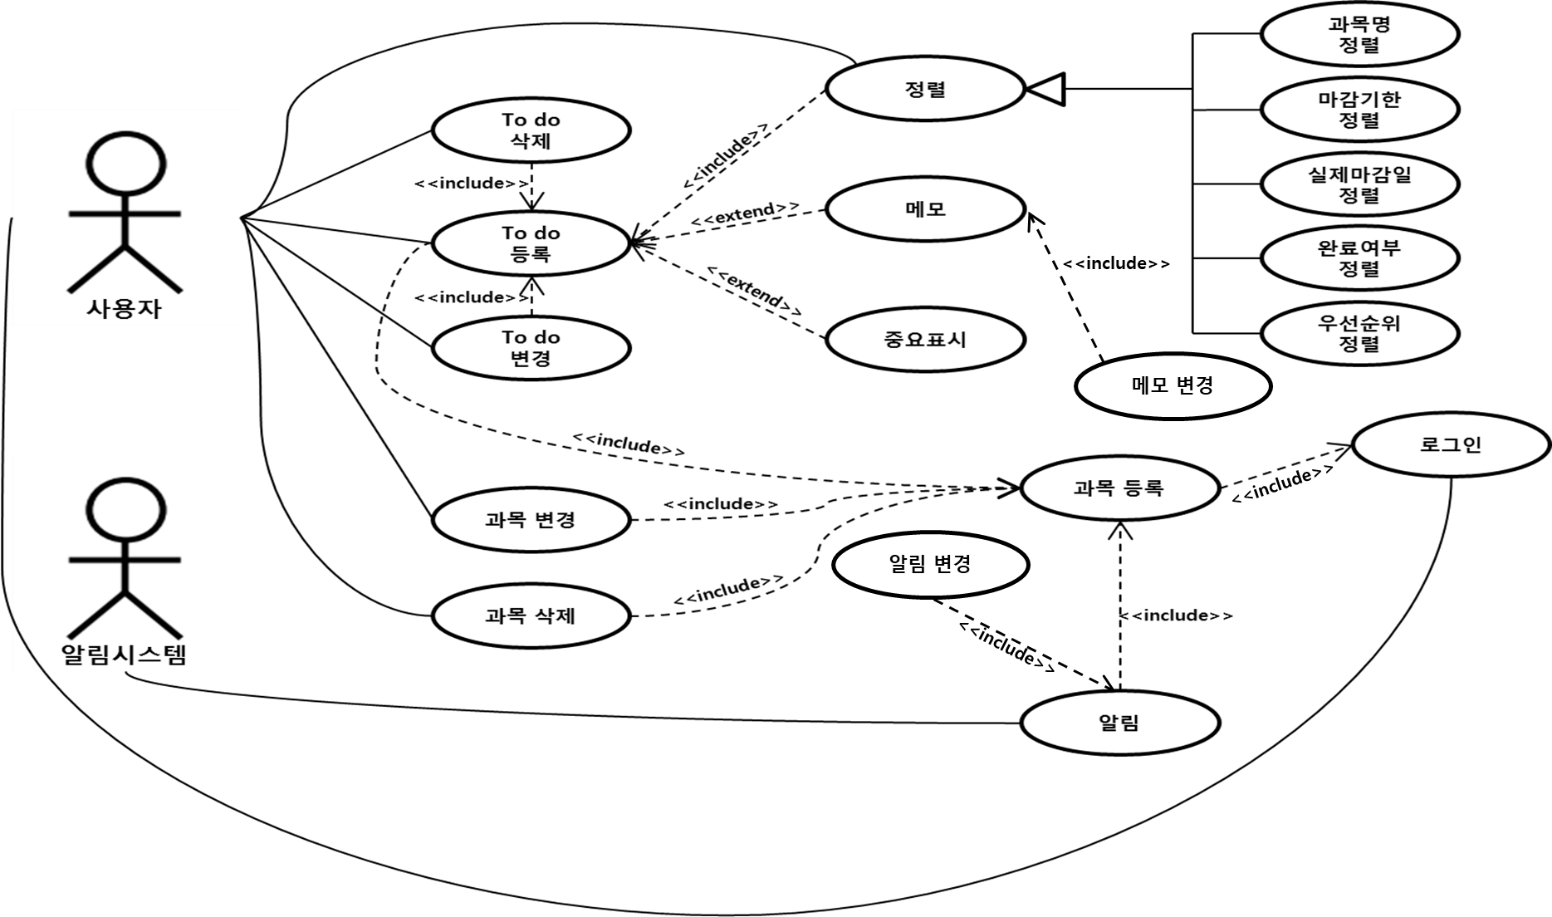 과목명
정렬
정렬
마감기한
정렬
To do
삭제
<<include>>
<<include>>
실제마감일
정렬
메모
<<extend>>
To do
등록
완료여부
정렬
<<include>>
사용자
<<include>>
<<extend>>
우선순위
정렬
To do
변경
중요표시
메모 변경
<<include>>
로그인
과목 등록
<<include>>
<<include>>
과목 변경
알림 변경
<<include>>
과목 삭제
<<include>>
<<include>>
알림시스템
알림